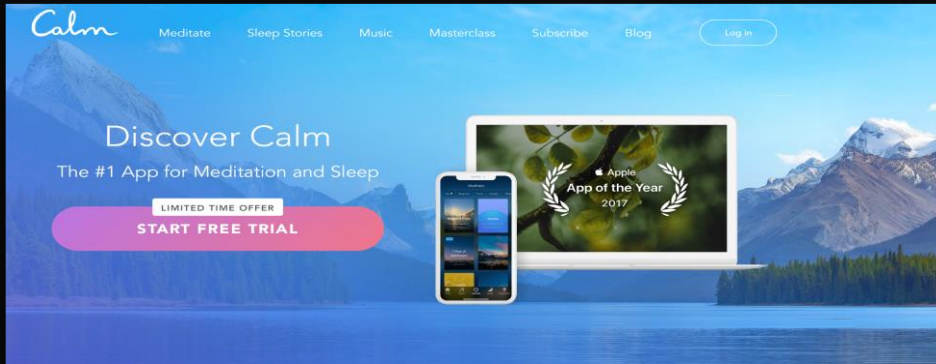 Calm
Meditate Sleep Stories Music Masterclass Subscribe Blog Log in
Discover Calm
The #1 App for Meditation and Sleep
LIMITED TIME OFFER
START FREE TRIAL
Apple
App of the Year
2017